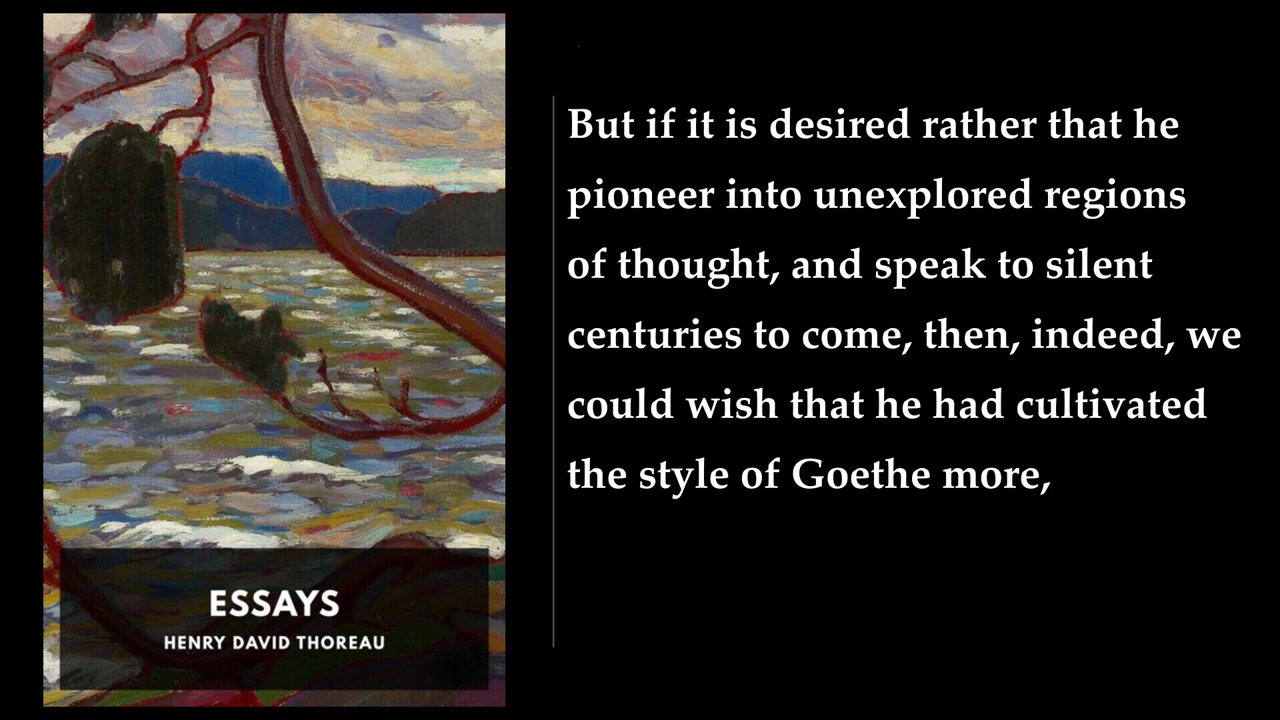 ESSAYS
HENRY DAVID THOREAU
But if it is desired rather that he
pioneer into unexplored regions
of thought, and speak to silent
centuries to come, then, indeed, we
could wish that he had cultivated
the style of Goethe more,